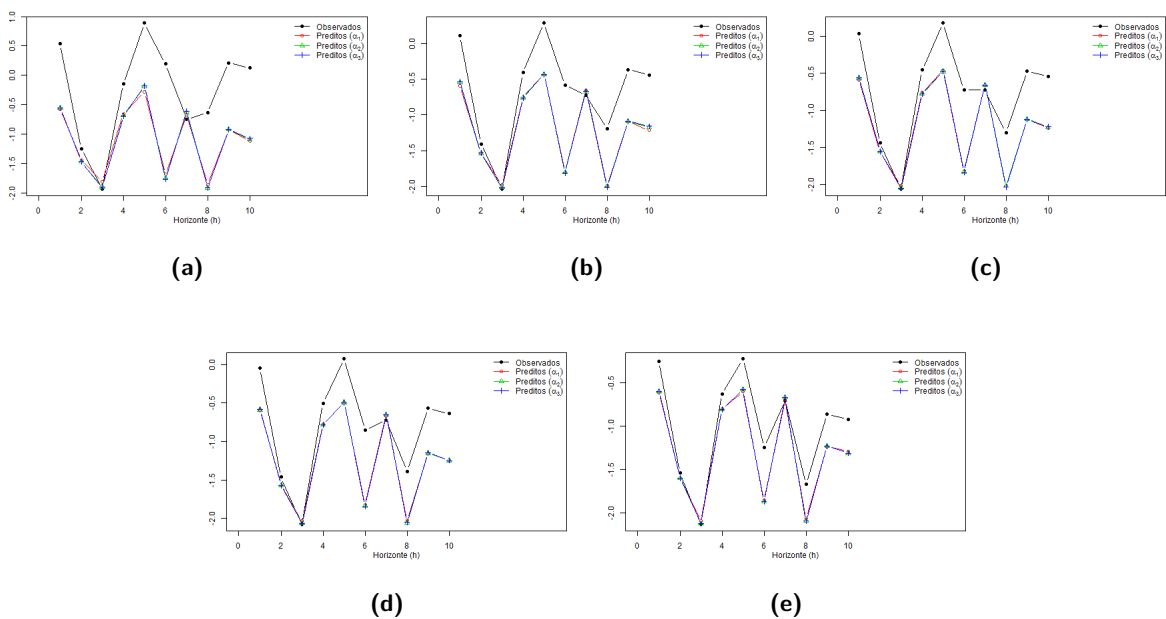 1.0
0.5
0.0
-0.5
-1.0
-1.5
-2.0
0 2 4 6 8 10
Horizonte (h)
Observados
Preditos (α₁)
Preditos (α₂)
Preditos (α₃)
(a)
0.0
-0.5
-1.0
-1.5
-2.0
0 2 4 6 8 10
Horizonte (h)
Observados
Preditos (α₁)
Preditos (α₂)
Preditos (α₃)
(b)
0.0
-0.5
-1.0
-1.5
-2.0
0 2 4 6 8 10
Horizonte (h)
Observados
Preditos (α₁)
Preditos (α₂)
Preditos (α₃)
(c)
0.0
-0.5
-1.0
-1.5
-2.0
0 2 4 6 8 10
Horizonte (h)
Observados
Preditos (α₁)
Preditos (α₂)
Preditos (α₃)
(d)
-0.5
-1.0
-1.5
-2.0
0 2 4 6 8 10
Horizonte (h)
Observados
Preditos (α₁)
Preditos (α₂)
Preditos (α₃)
(e)